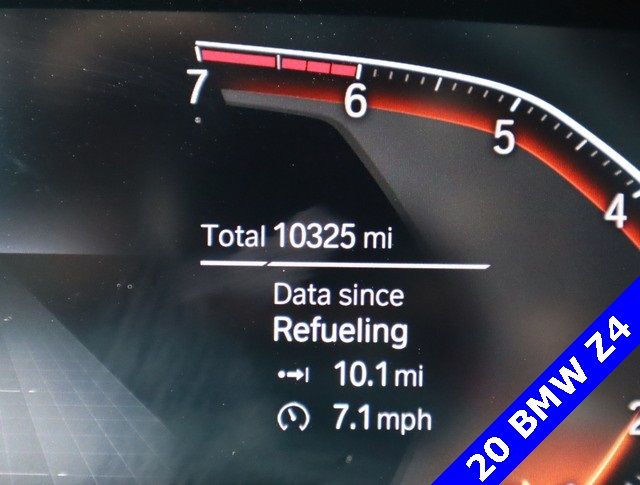 7
6
5
4
Total 10325 mi
Data since
Refueling
10.1 mi
7.1 mph
2
20 BMW Z4